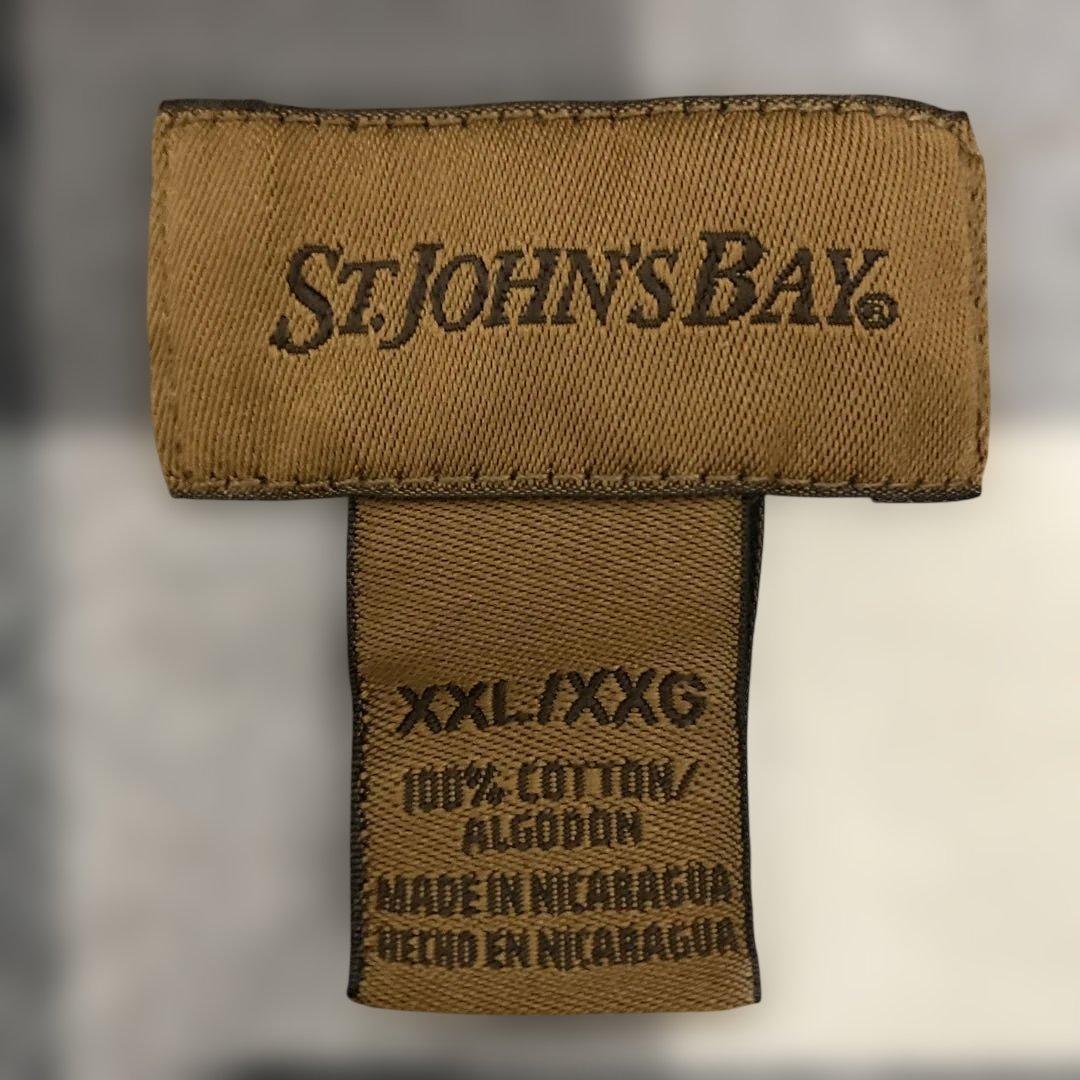 ST. JOHN'S BAY®
XXL/XXG
100% COTTON/
ALGODON
MADE IN NICARAGUA
HECHO EN NICARAGUA